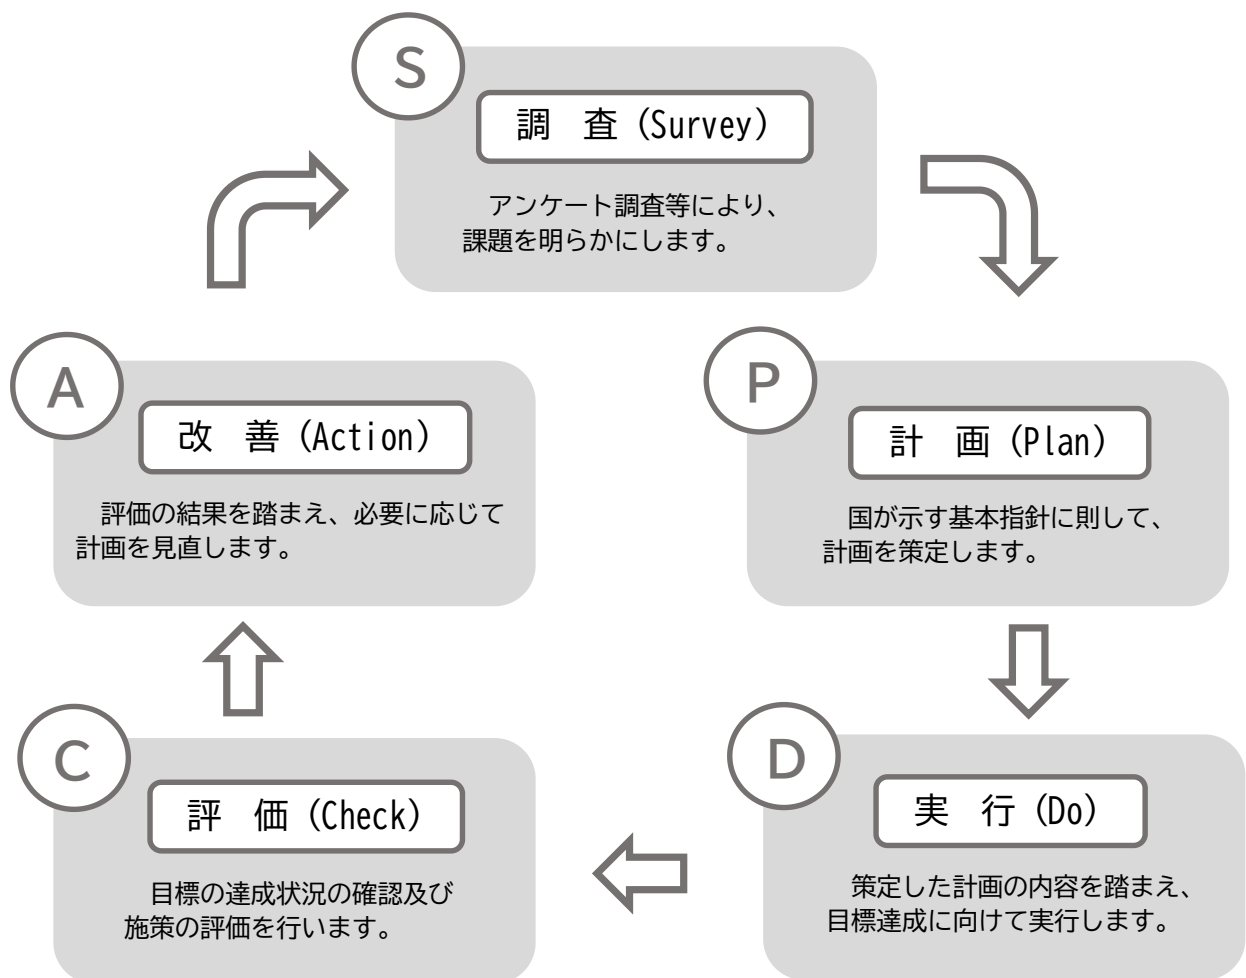 S
調　査（Survey）
アンケート調査等により、
課題を明らかにします。
A
改　善（Action）
評価の結果を踏まえ、必要に応じて
計画を見直します。
P
計　画（Plan）
国が示す基本指針に則して、
計画を策定します。
C
評　価（Check）
目標の達成状況の確認及び
施策の評価を行います。
D
実　行（Do）
策定した計画の内容を踏まえ、
目標達成に向けて実行します。